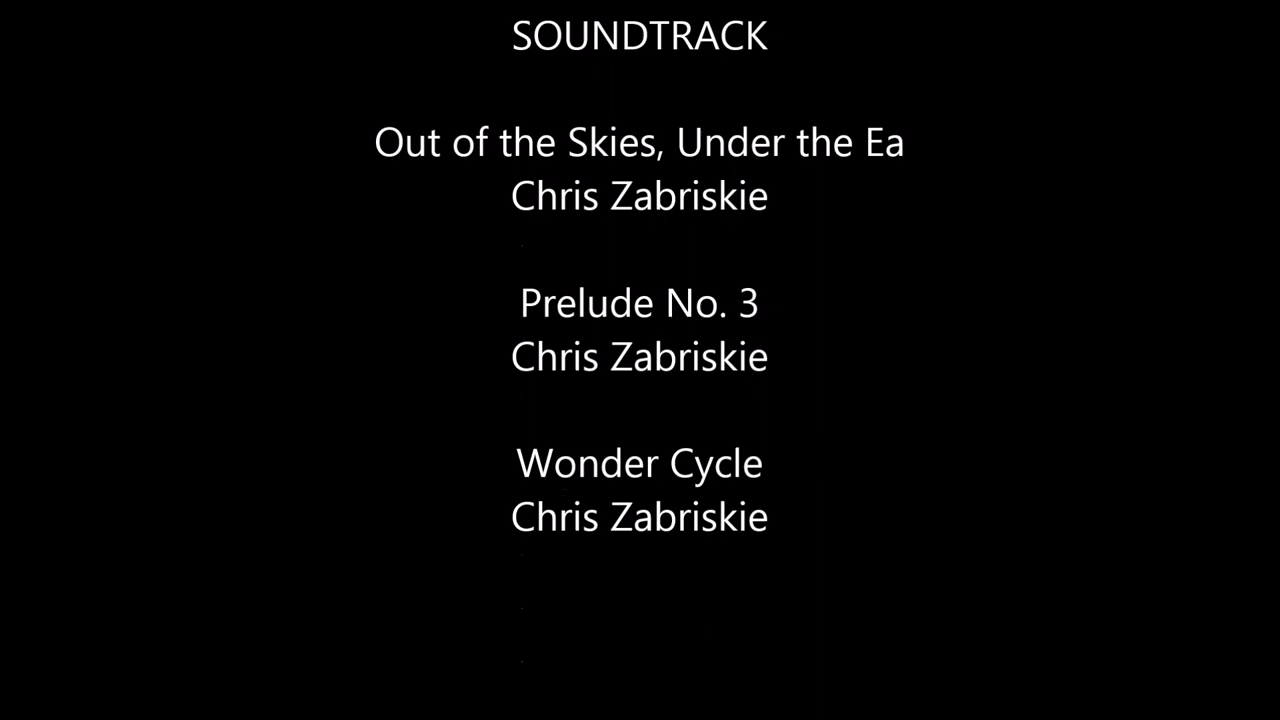 SOUNDTRACK
Out of the Skies, Under the Ea
Chris Zabriskie
Prelude No. 3
Chris Zabriskie
Wonder Cycle
Chris Zabriskie